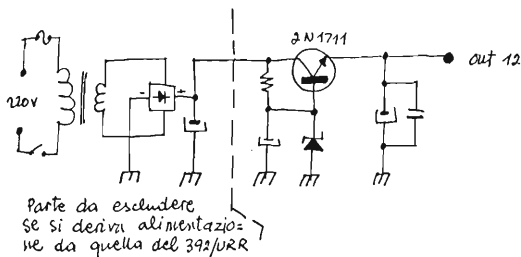 2N1711
out 12
220V
- +
Parte da escludere
se si deriva alimentazio=
ne da quella del 392/URR